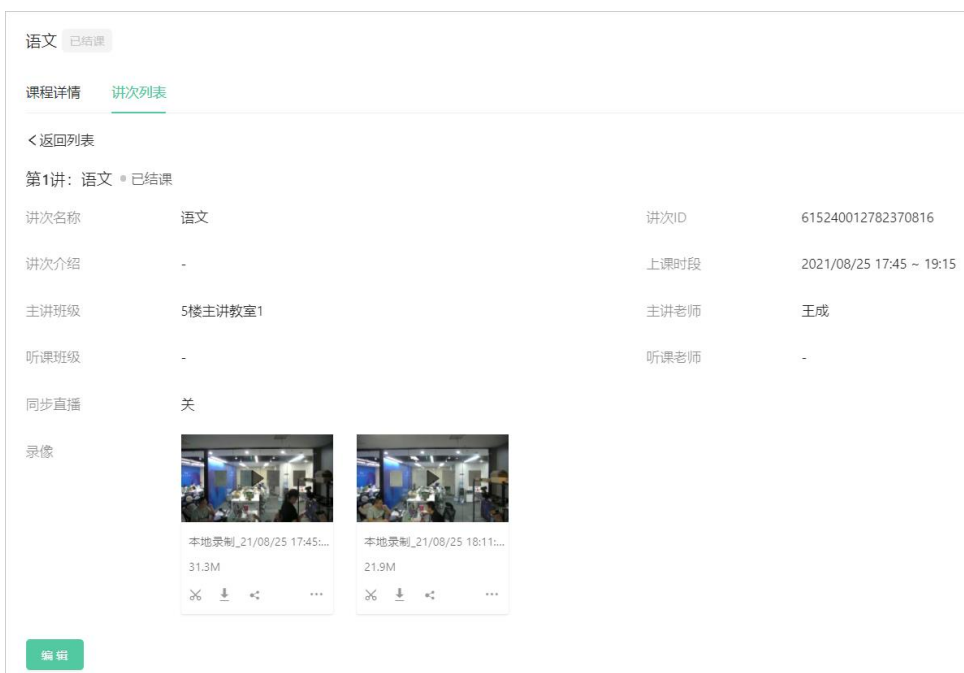 语文 已结课
课程详情 讲次列表
<返回列表
第1讲：语文 已结课
讲次名称 语文 讲次ID 615240012782370816
讲次介绍 - 上课时段 2021/08/25 17:45 ~ 19:15
主讲班级 5楼主讲教室1 主讲老师 王成
听课班级 - 听课老师 -
同步直播 关
录像
本地录制_21/08/25 17:45:... 本地录制_21/08/25 18:11:...
31.3M 21.9M
编辑